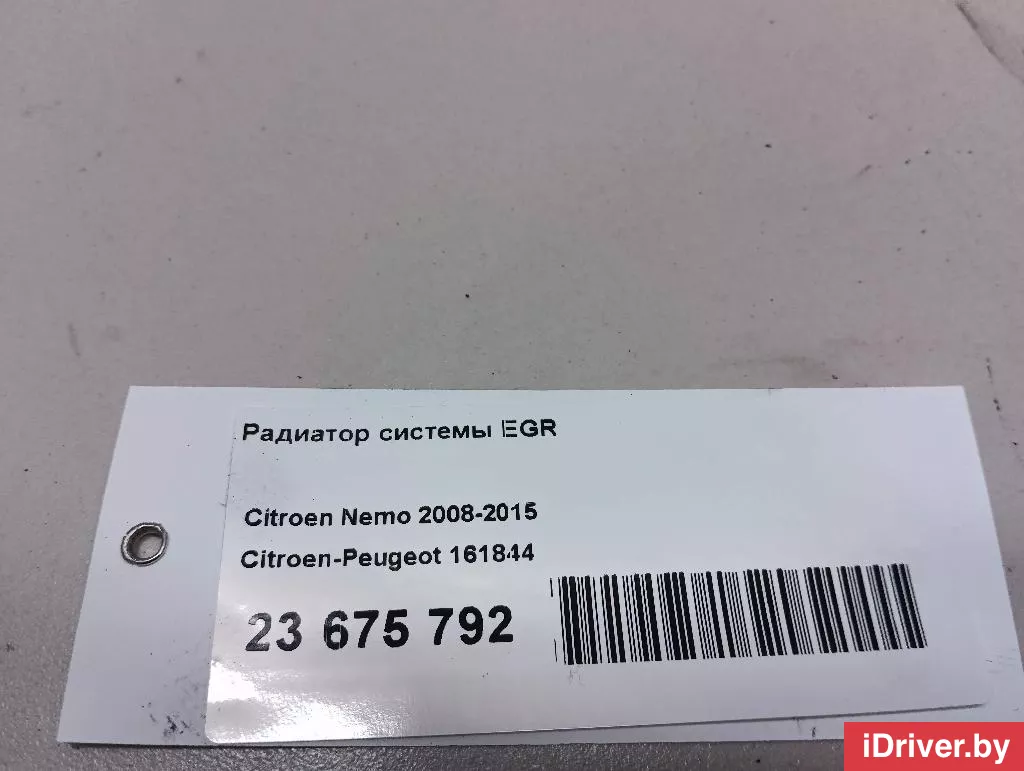 Радиатор системы EGR
Citroen Nemo 2008-2015
Citroen-Peugeot 161844
23 675 792
iDriver.by